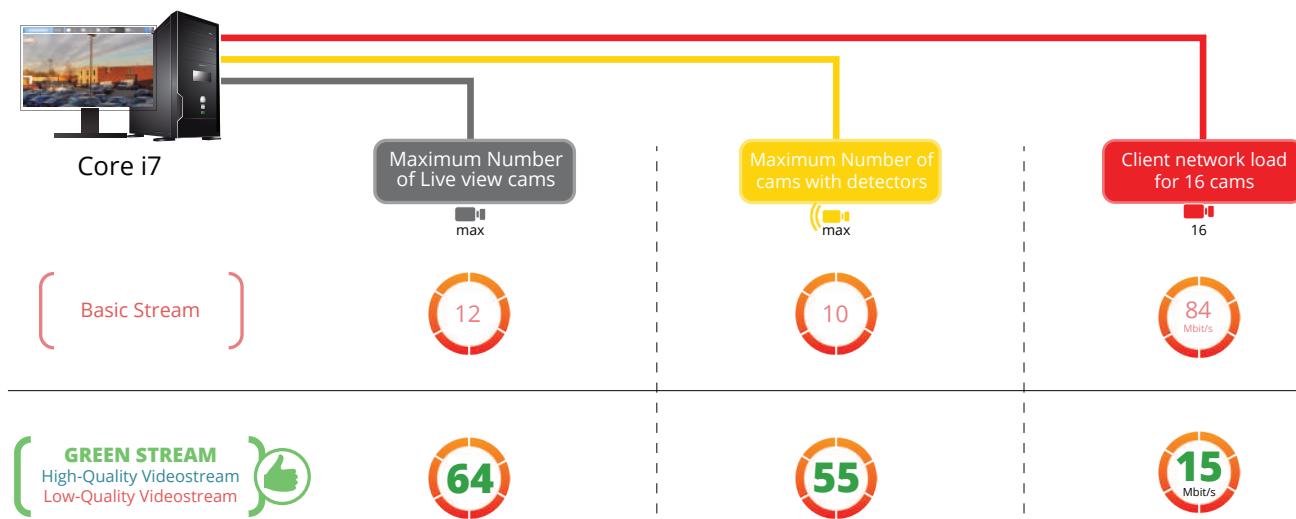 Core i7
Maximum Number
of Live view cams
max
Maximum Number of
cams with detectors
max
Client network load
for 16 cams
16
Basic Stream
12
10
84
Mbit/s
GREEN STREAM
High-Quality Videostream
Low-Quality Videostream
64
55
15
Mbit/s